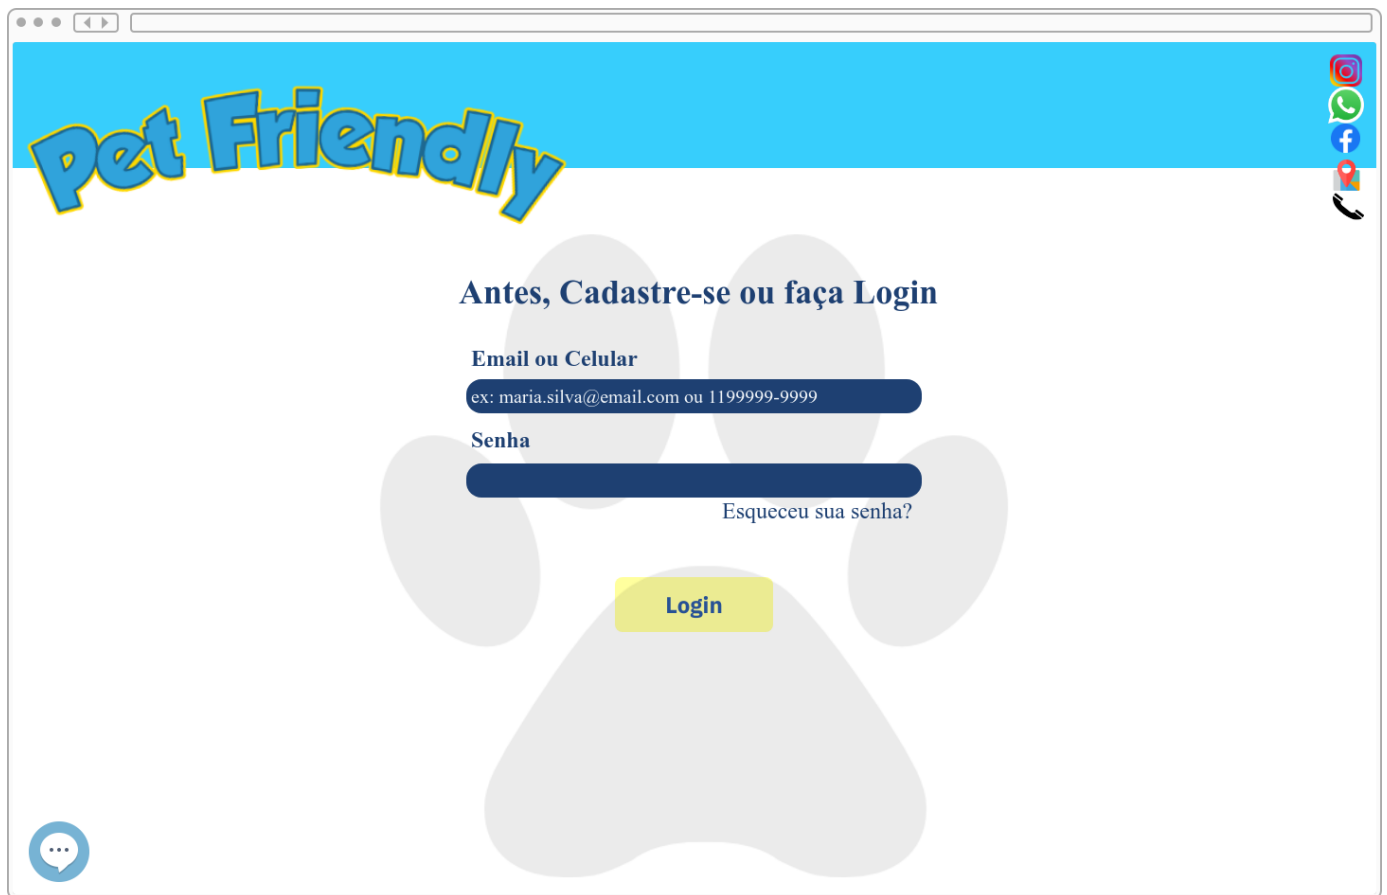 Pet Friendly
Antes, Cadastre-se ou faça Login
Email ou Celular
ex: maria.silva@email.com ou 1199999-9999
Senha
Esqueceu sua senha?
Login